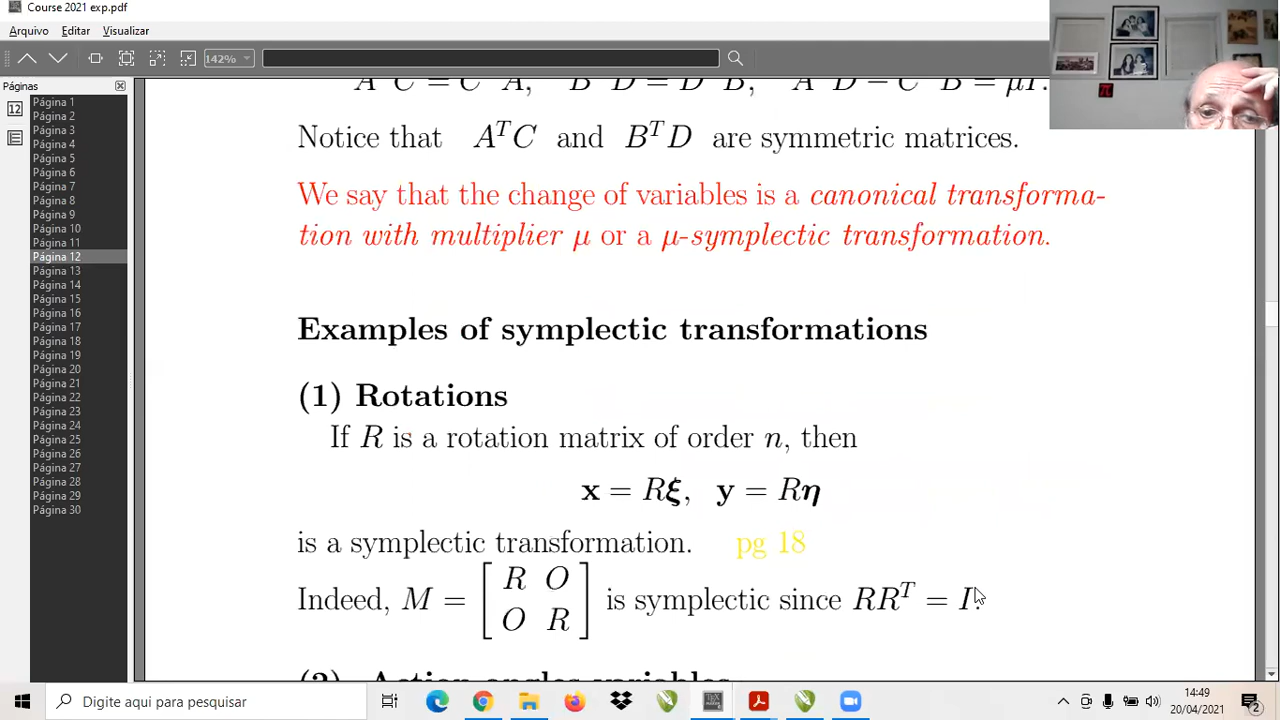 Course 2021 exp.pdf
Arquivo Editar Visualizar
142%
Páginas
12
Página 1
Página 2
Página 3
Página 4
Página 5
Página 6
Página 7
Página 8
Página 9
Página 10
Página 11
Página 12
Página 13
Página 14
Página 15
Página 16
Página 17
Página 18
Página 19
Página 20
Página 21
Página 22
Página 23
Página 24
Página 25
Página 26
Página 27
Página 28
Página 29
Página 30
Notice that A^T C and B^T D are symmetric matrices.
We say that the change of variables is a canonical transforma-
tion with multiplier μ or a μ-symplectic transformation.
Examples of symplectic transformations
(1) Rotations
If R is a rotation matrix of order n, then
x = Rξ, y = Rη
is a symplectic transformation. pg 18
Indeed, M = [R O; O R] is symplectic since RR^T = I.
(2) Action angles variables
Digite aqui para pesquisar
14:49
20/04/2021
2